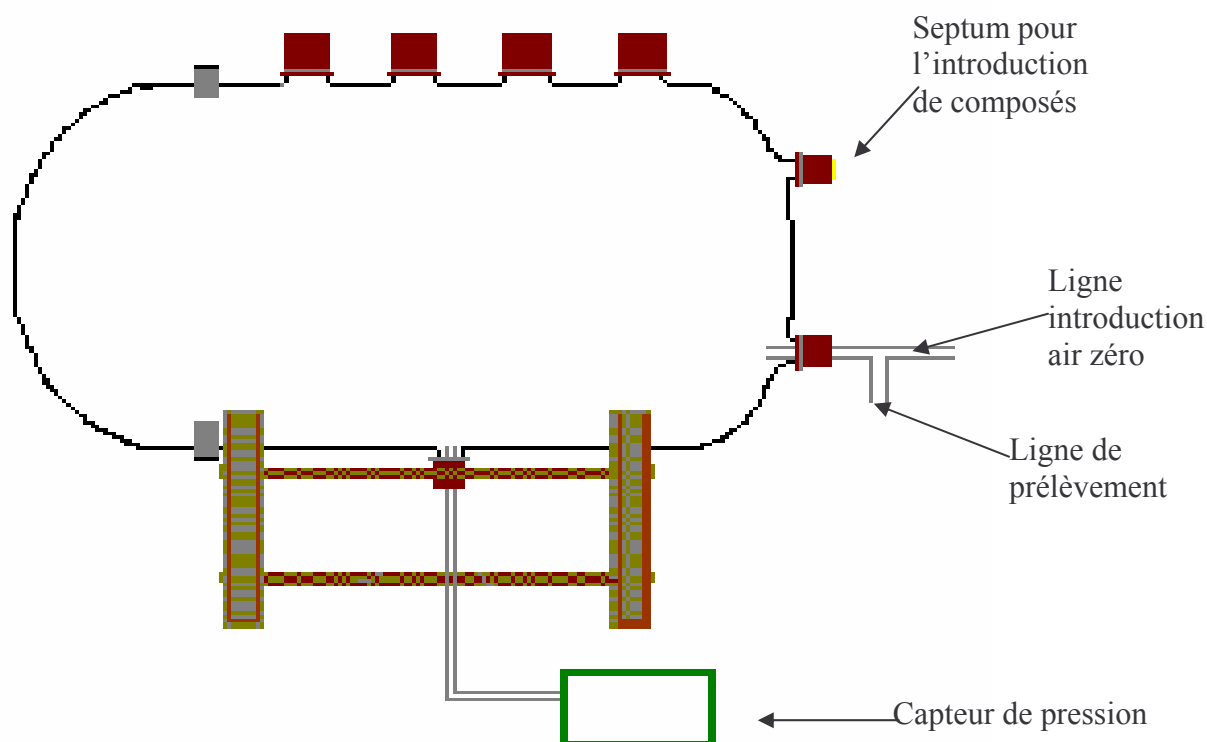 Septum pour
l’introduction
de composés
Ligne
introduction
air zéro
Ligne de
prélèvement
Capteur de pression